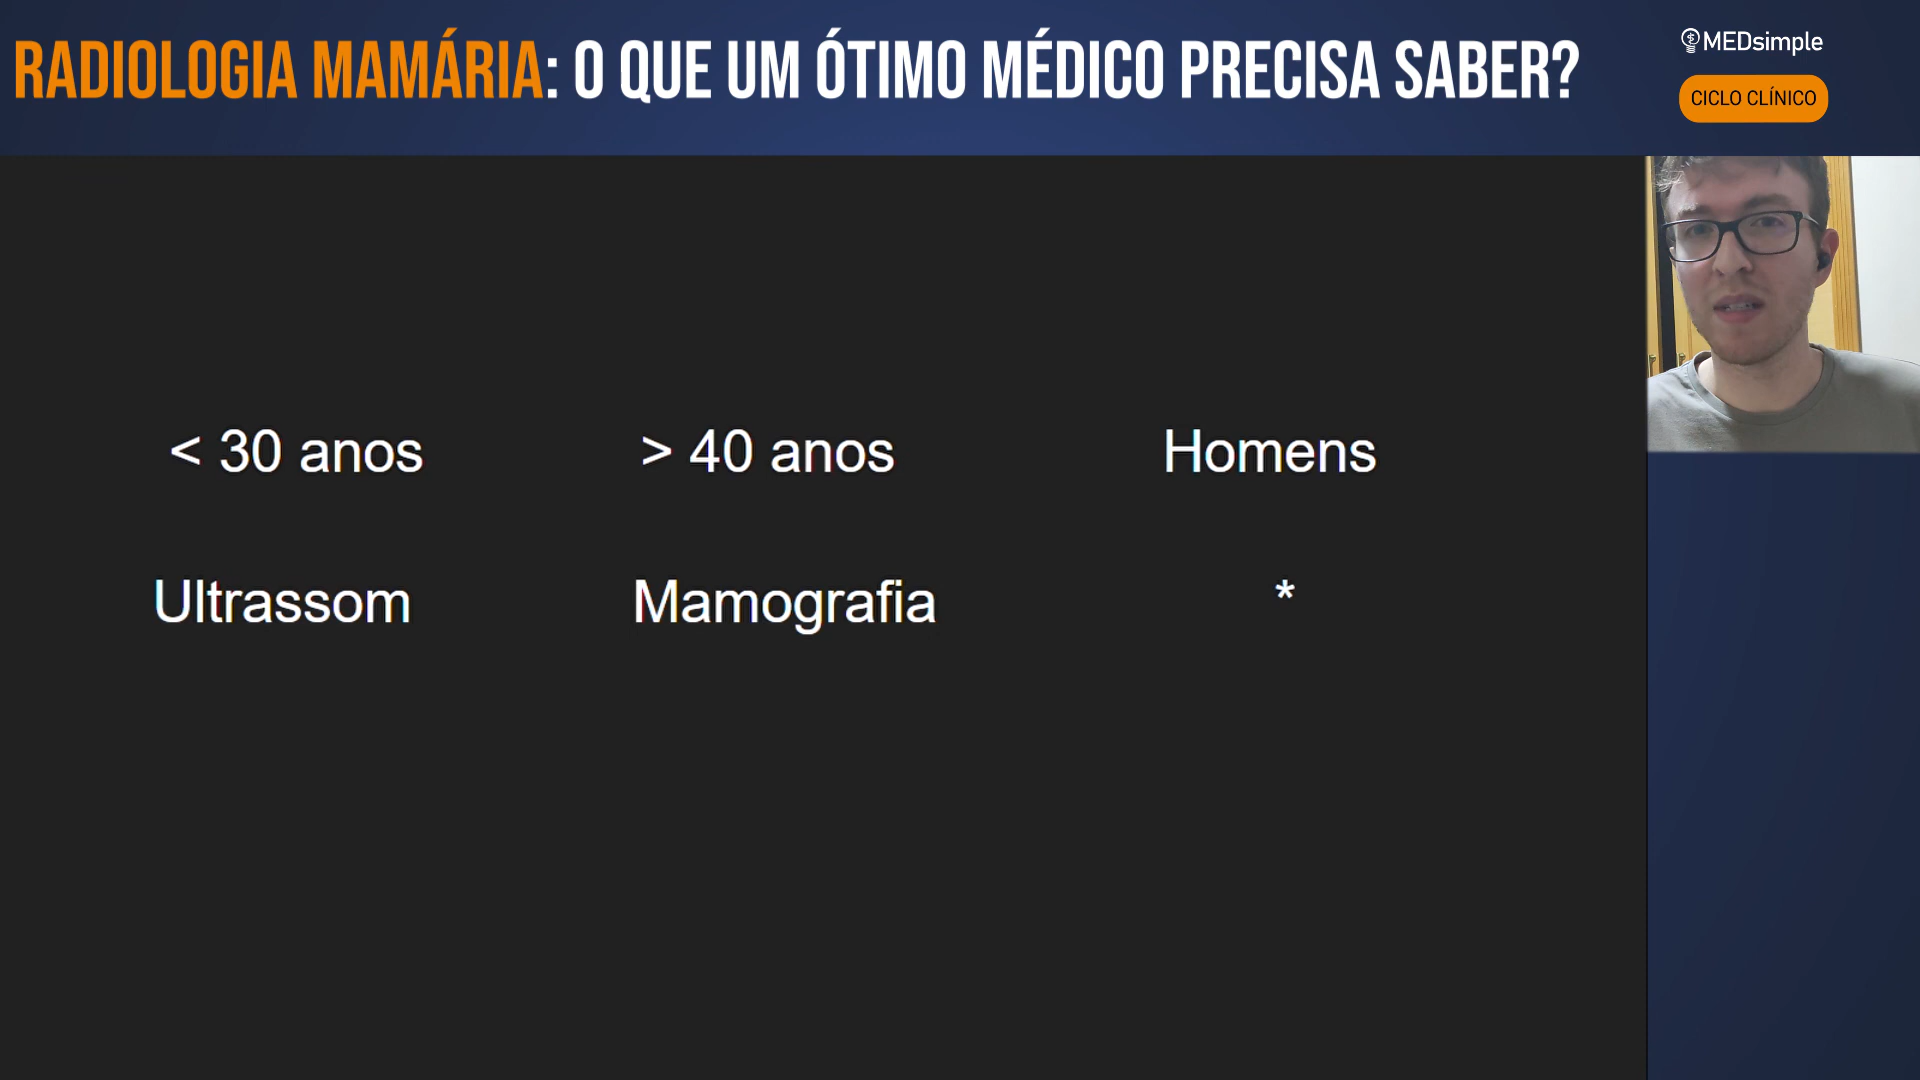 RADIOLOGIA MAMÁRIA: O QUE UM ÓTIMO MÉDICO PRECISA SABER?
MEDsimple
CICLO CLÍNICO
< 30 anos > 40 anos Homens
Ultrassom Mamografia *